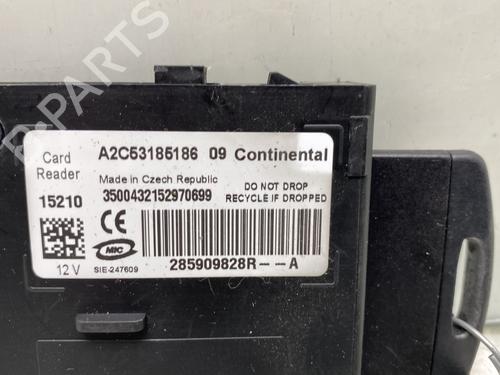 B-PARTS
Card Reader
A2C53185186 09 Continental
Made in Czech Republic
DO NOT DROP
RECYCLE IF DROPPED
15210
3500432152970699
CE
MIC
12 V
SIE-247609
285909828R---A